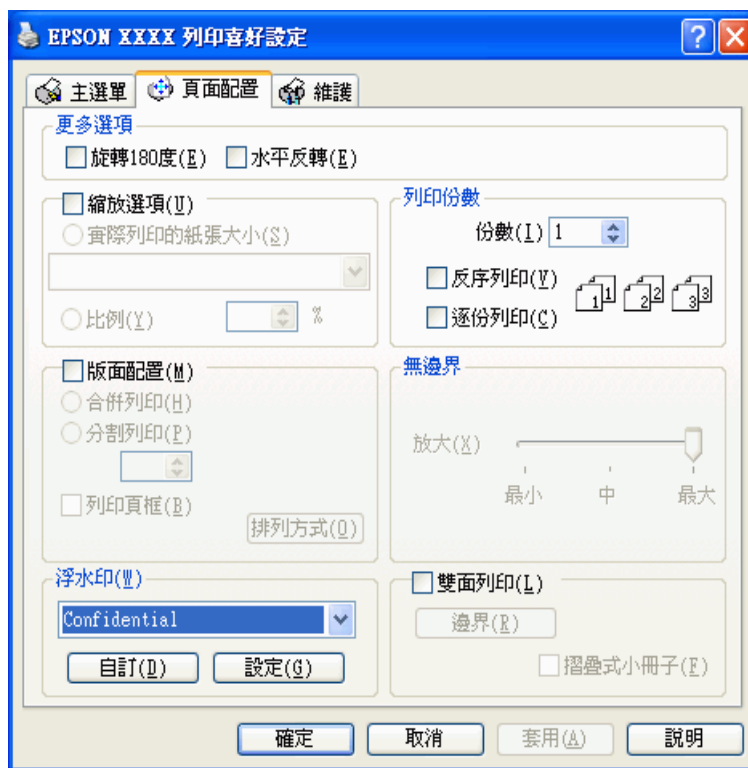 EPSON XXXX 列印喜好設定
主選單
頁面配置
維護
更多選項
旋轉180度(E)
水平反轉(E)
縮放選項(U)
實際列印的紙張大小(S)
比例(Y)
%
列印份數
份數(I) 1
反序列印(V)
逐份列印(C)
1 1 2 2 3 3
版面配置(M)
合併列印(H)
分割列印(P)
列印頁框(B)
排列方式(O)
無邊界
放大(X)
最小 中 最大
浮水印(W)
Confidential
自訂(D)
設定(G)
雙面列印(L)
邊界(R)
摺疊式小冊子(F)
確定
取消
套用(A)
說明